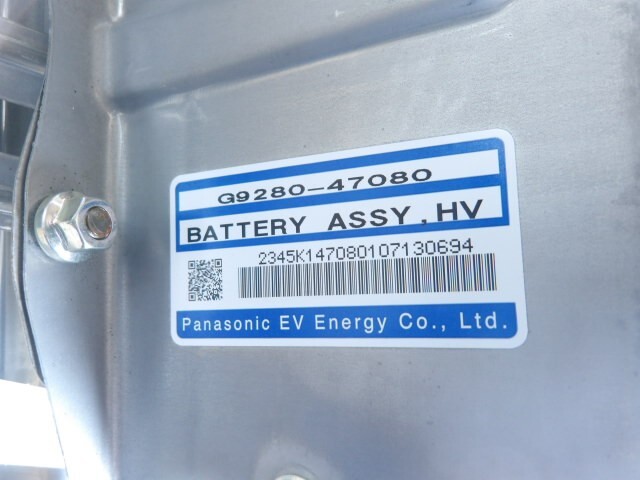 G9280-47080
BATTERY ASSY,HV
2345K147080107130694
Panasonic EV Energy Co., Ltd.